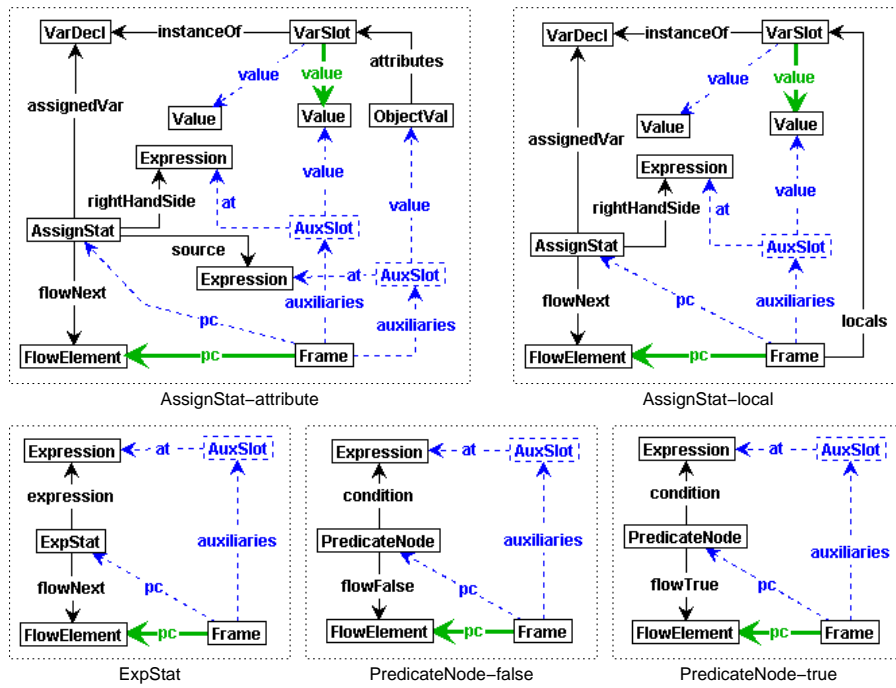 VarDecl instanceOf VarSlot
value value attributes
assignedVar
Value Value ObjectVal
Expression
value
rightHandSide at value
AssignStat AuxSlot
source
Expression at AuxSlot
flowNext auxiliaries
pc auxiliaries
FlowElement pc Frame
AssignStat−attribute
VarDecl instanceOf VarSlot
value value
assignedVar Value Value
Expression
value
rightHandSide at
AssignStat AuxSlot
flowNext
pc auxiliaries
locals
FlowElement pc Frame
AssignStat−local
Expression at AuxSlot
expression
ExpStat auxiliaries
flowNext
pc
FlowElement pc Frame
ExpStat
Expression at AuxSlot
condition
PredicateNode auxiliaries
flowFalse
pc
FlowElement pc Frame
PredicateNode−false
Expression at AuxSlot
condition
PredicateNode auxiliaries
flowTrue
pc
FlowElement pc Frame
PredicateNode−true